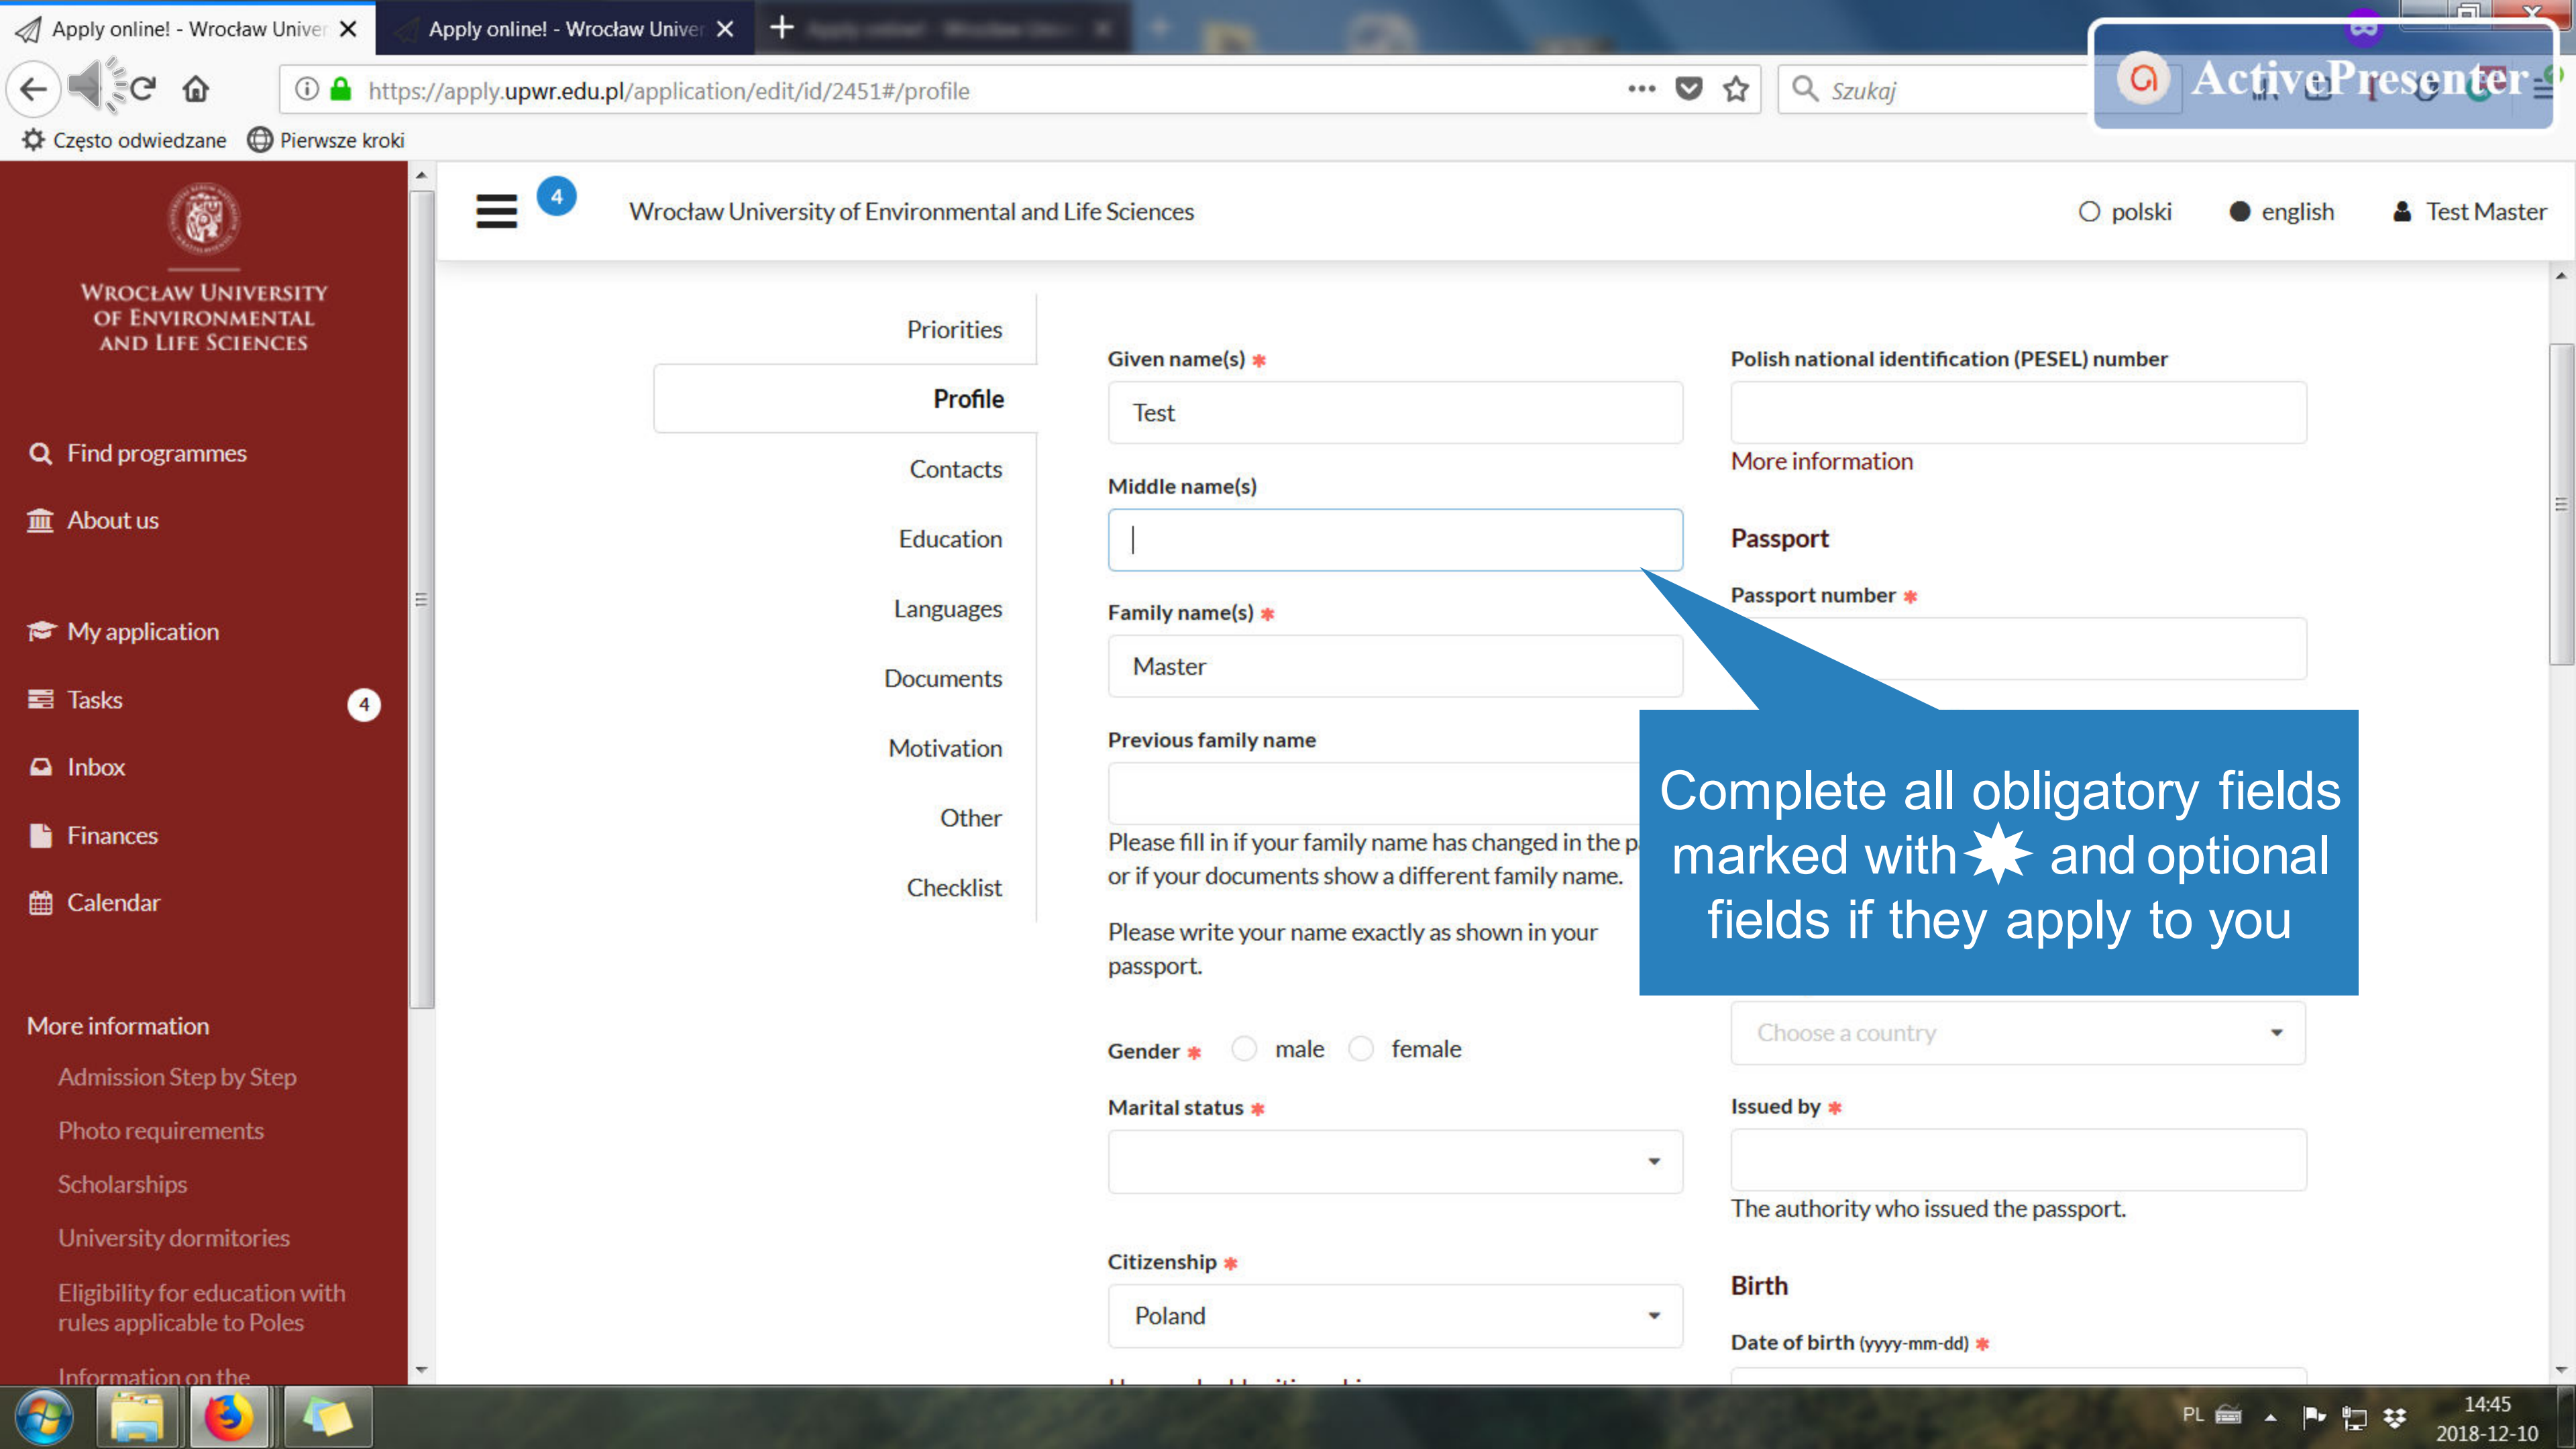 Apply online! - Wrocław Univer
Apply online! - Wrocław Univer
https://apply.upwr.edu.pl/application/edit/id/2451#/profile
Szukaj
ActivePresenter
Często odwiedzane
Pierwsze kroki
WROCŁAW UNIVERSITY
OF ENVIRONMENTAL
AND LIFE SCIENCES
Find programmes
About us
My application
Tasks
4
Inbox
Finances
Calendar
More information
Admission Step by Step
Photo requirements
Scholarships
University dormitories
Eligibility for education with
rules applicable to Poles
Information on the
4
Wrocław University of Environmental and Life Sciences
polski
english
Test Master
Priorities
Profile
Contacts
Education
Languages
Documents
Motivation
Other
Checklist
Given name(s) *
Test
Middle name(s)
Family name(s) *
Master
Previous family name
Please fill in if your family name has changed in the
or if your documents show a different family name.
Please write your name exactly as shown in your
passport.
Gender * male female
Marital status *
Citizenship *
Poland
Polish national identification (PESEL) number
More information
Passport
Passport number *
Complete all obligatory fields
marked with and optional
fields if they apply to you
Choose a country
Issued by *
The authority who issued the passport.
Birth
Date of birth (yyyy-mm-dd) *
PL
14:45
2018-12-10